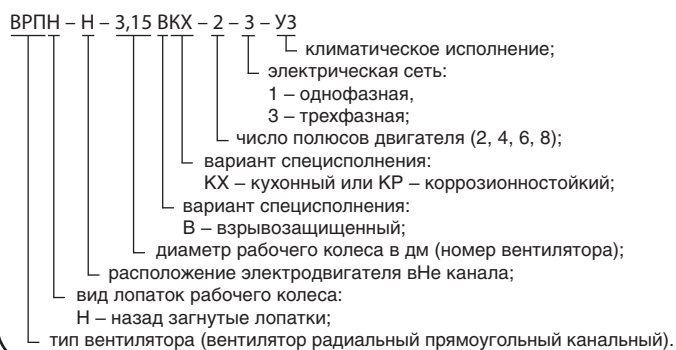 ВРПН – Н – 3,15 ВКХ – 2 – 3 – У3
климатическое исполнение;
электрическая сеть:
1 – однофазная,
3 – трехфазная;
число полюсов двигателя (2, 4, 6, 8);
вариант специсполнения:
КХ – кухонный или КР – коррозионностойкий;
вариант специсполнения:
В – взрывозащищенный;
диаметр рабочего колеса в дм (номер вентилятора);
расположение электродвигателя вНе канала;
вид лопаток рабочего колеса:
Н – назад загнутые лопатки;
тип вентилятора (вентилятор радиальный прямоугольный канальный).